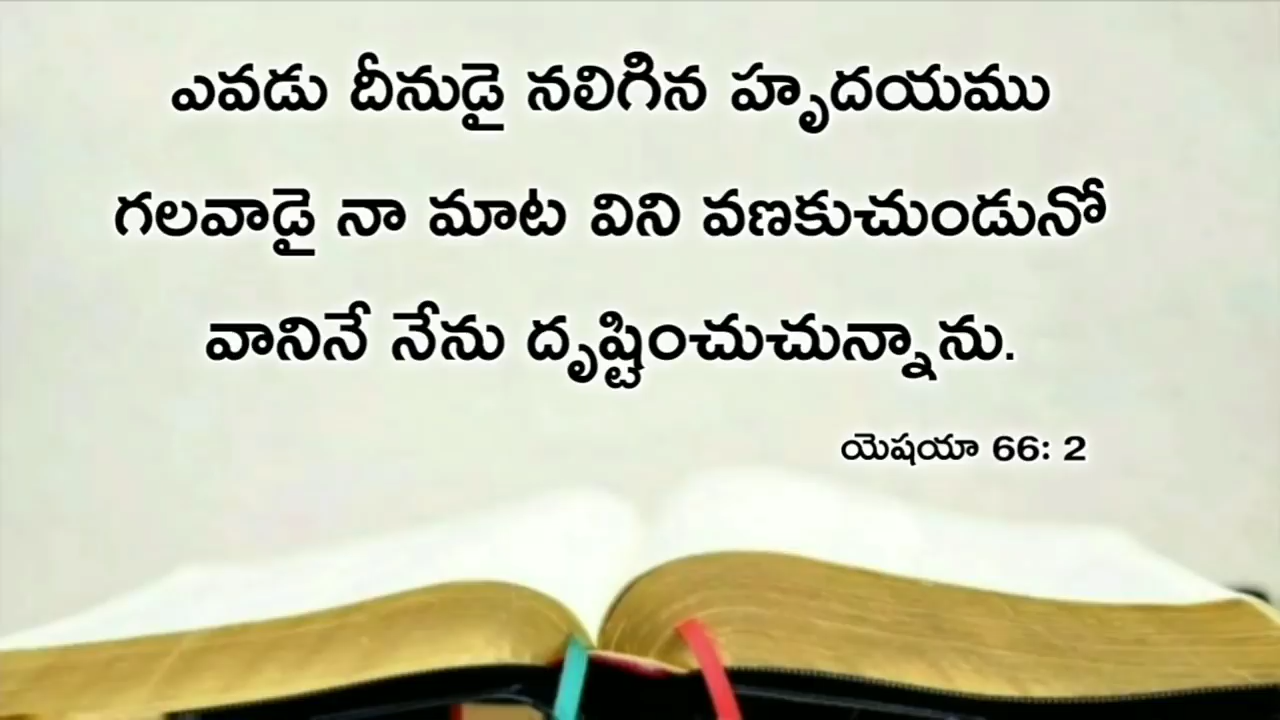 ఎవడు దీనుడై నలిగిన హృదయము
గలవాడై నా మాట విని వణకుచుండునో
వానినే నేను దృష్టించుచున్నాను.
యెషయా 66: 2